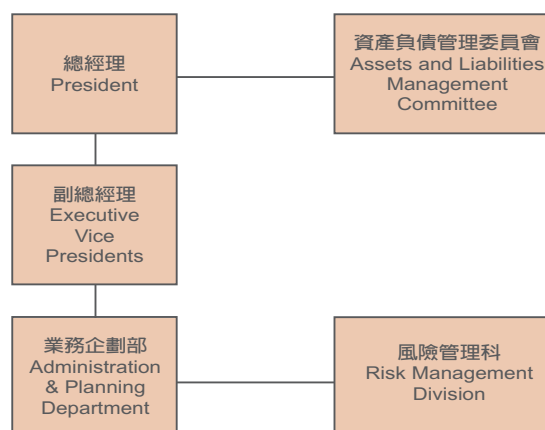 總經理
President
資產負債管理委員會
Assets and Liabilities
Management
Committee
副總經理
Executive
Vice
Presidents
業務企劃部
Administration
& Planning
Department
風險管理科
Risk Management
Division